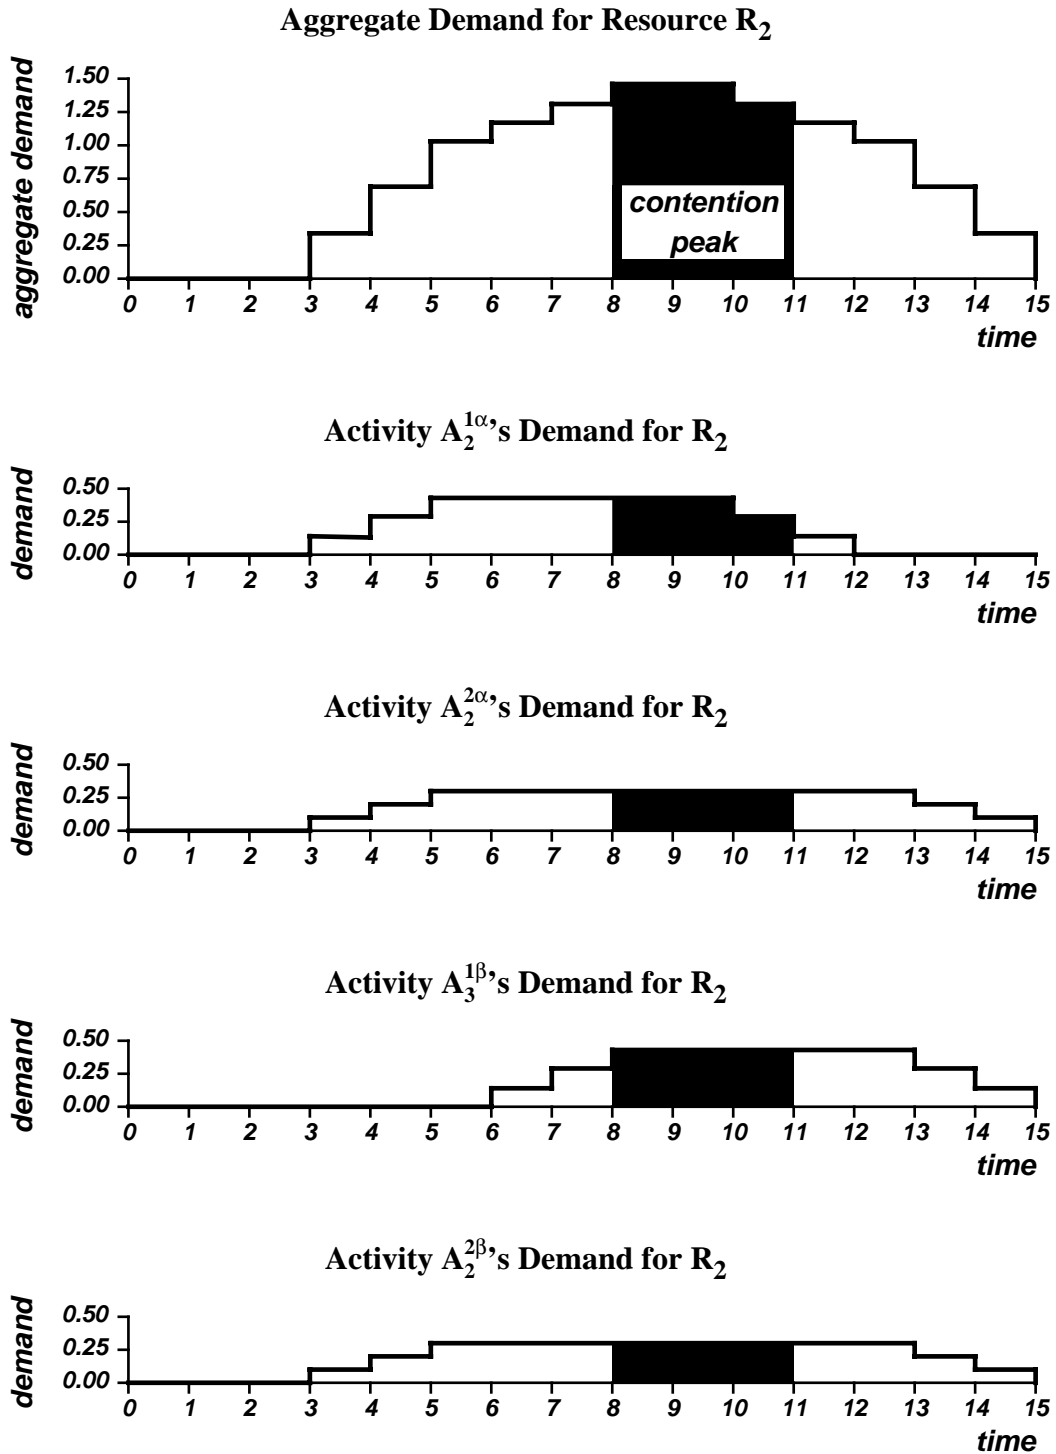 Aggregate Demand for Resource R2
aggregate demand
1.50
1.25
1.00
0.75
0.50
0.25
0.00
contention
peak
0 1 2 3 4 5 6 7 8 9 10 11 12 13 14 15
time
Activity A2^1α's Demand for R2
demand
0.50
0.25
0.00
0 1 2 3 4 5 6 7 8 9 10 11 12 13 14 15
time
Activity A2^2α's Demand for R2
demand
0.50
0.25
0.00
0 1 2 3 4 5 6 7 8 9 10 11 12 13 14 15
time
Activity A3^1β's Demand for R2
demand
0.50
0.25
0.00
0 1 2 3 4 5 6 7 8 9 10 11 12 13 14 15
time
Activity A2^2β's Demand for R2
demand
0.50
0.25
0.00
0 1 2 3 4 5 6 7 8 9 10 11 12 13 14 15
time